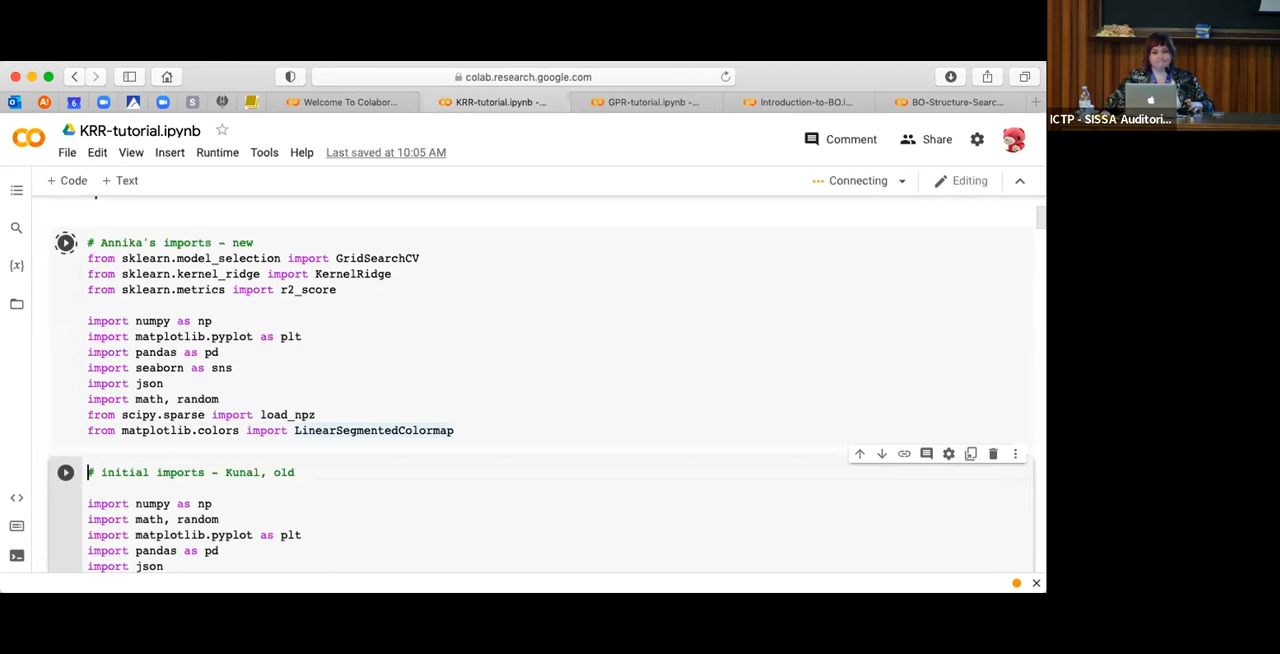 colab.research.google.com
Welcome To Colabor...
KRR-tutorial.ipynb -...
GPR-tutorial.ipynb -...
Introduction-to-BO.i...
BO-Structure-Searc...
KRR-tutorial.ipynb
Comment
Share
File Edit View Insert Runtime Tools Help Last saved at 10:05 AM
+ Code + Text
Connecting
Editing
# Annika's imports - new
from sklearn.model_selection import GridSearchCV
from sklearn.kernel_ridge import KernelRidge
from sklearn.metrics import r2_score
import numpy as np
import matplotlib.pyplot as plt
import pandas as pd
import seaborn as sns
import json
import math, random
from scipy.sparse import load_npz
from matplotlib.colors import LinearSegmentedColormap
# initial imports - Kunal, old
import numpy as np
import math, random
import matplotlib.pyplot as plt
import pandas as pd
import json
ICTP - SISSA Auditori...